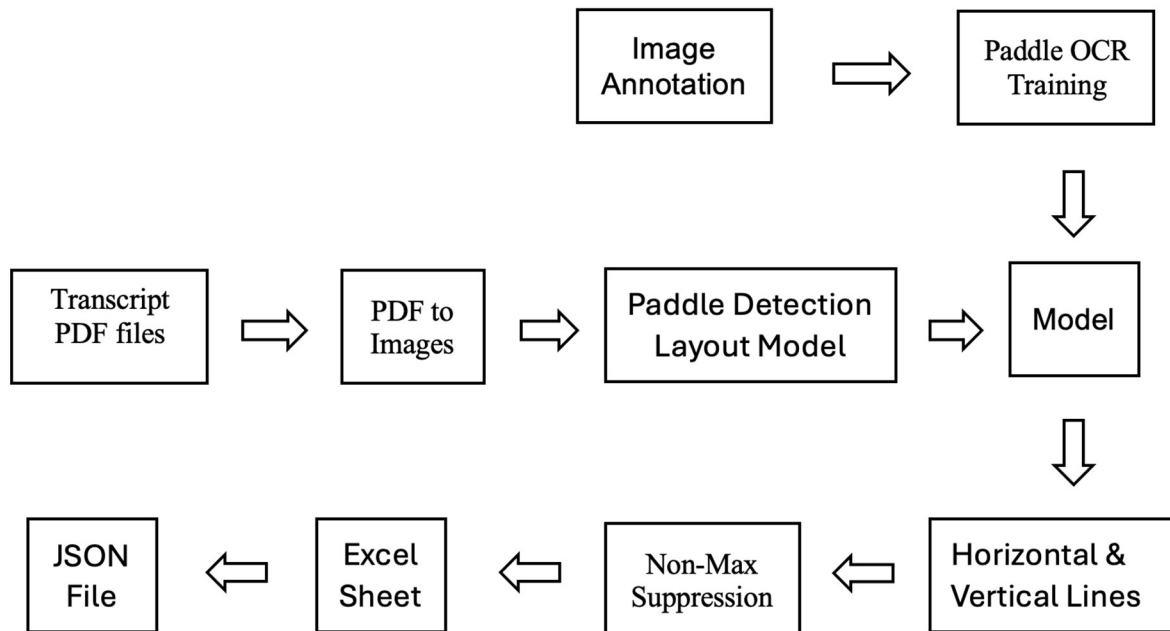 Image
Annotation
Paddle OCR
Training
Transcript
PDF files
PDF to
Images
Paddle Detection
Layout Model
Model
JSON
File
Excel
Sheet
Non-Max
Suppression
Horizontal &
Vertical Lines